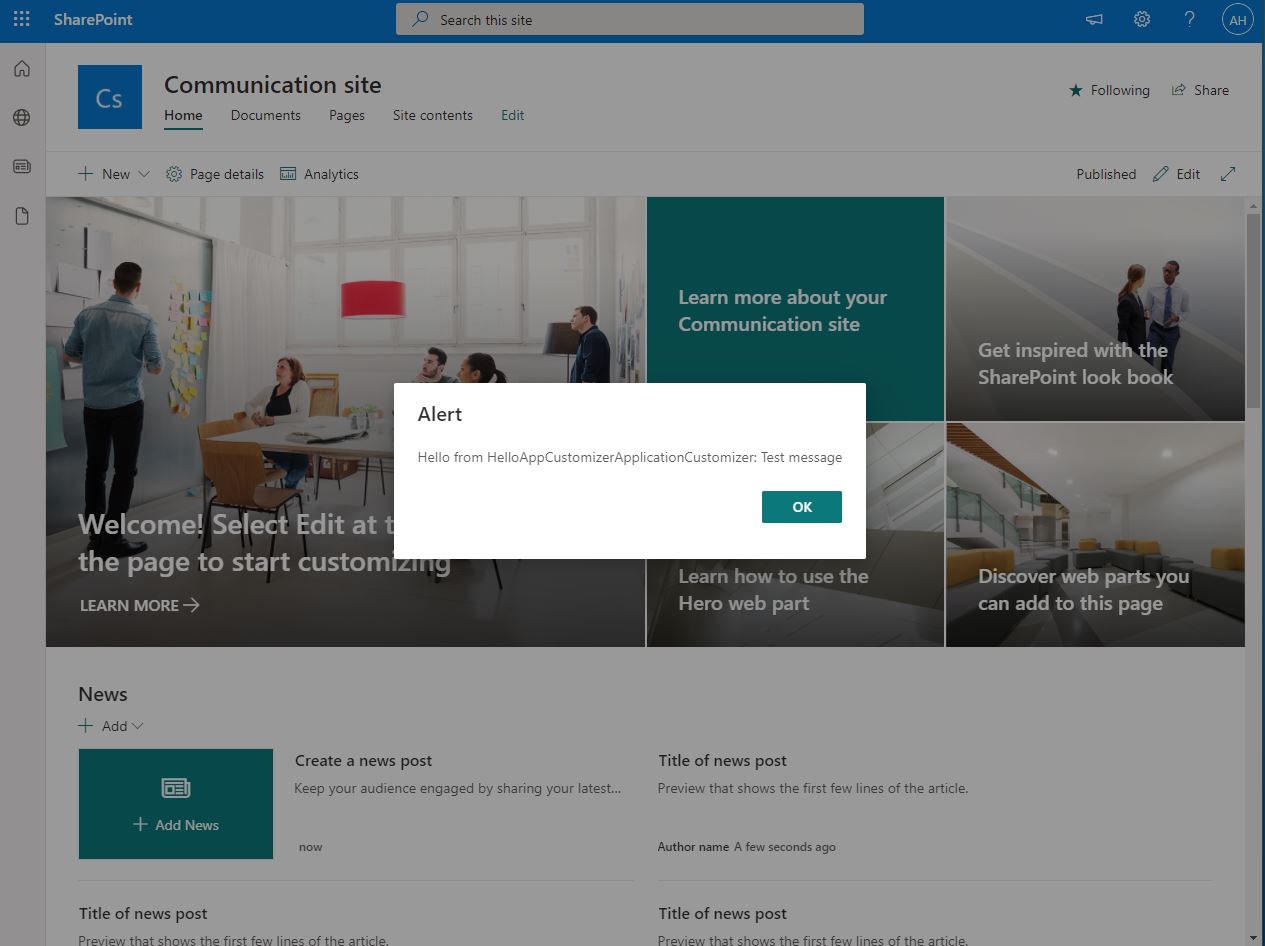 SharePoint
Search this site
?
AH
Cs
Communication site
Home Documents Pages Site contents Edit
Following Share
New Page details Analytics
Published Edit
Learn more about your
Communication site
Get inspired with the
SharePoint look book
Alert
Hello from HelloAppCustomizerApplicationCustomizer: Test message
OK
Welcome! Select Edit at t
the page to start customizing
LEARN MORE
Learn how to use the
Hero web part
Discover web parts you
can add to this page
News
Add
Add News
Create a news post
Keep your audience engaged by sharing your latest...
now
Title of news post
Preview that shows the first few lines of the article.
Author name A few seconds ago
Title of news post
Preview that shows the first few lines of the article.
Title of news post
Preview that shows the first few lines of the article.